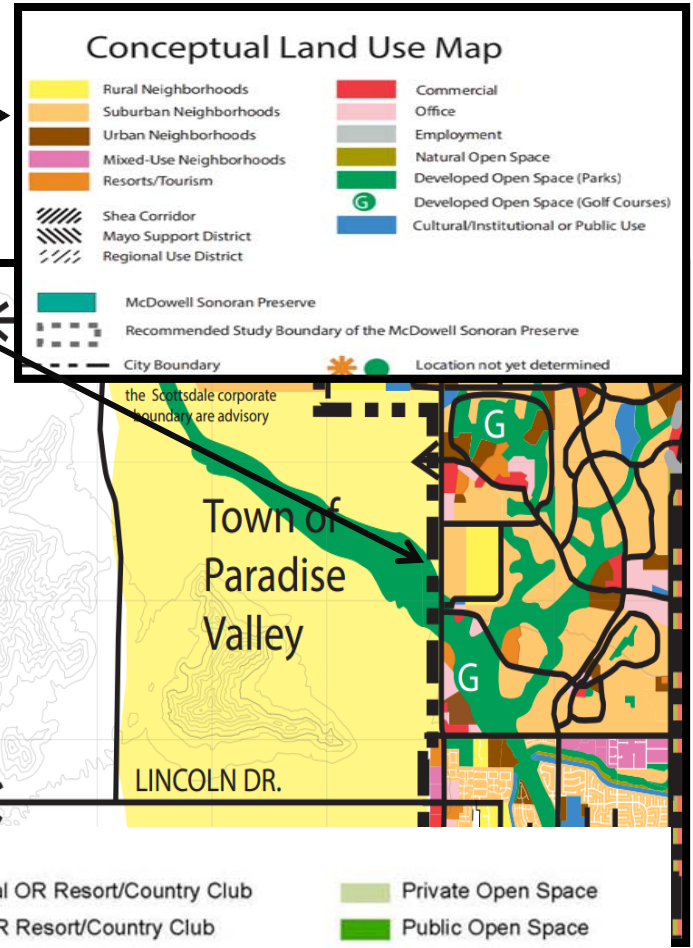 Conceptual Land Use Map
Rural Neighborhoods
Suburban Neighborhoods
Urban Neighborhoods
Mixed-Use Neighborhoods
Resorts/Tourism
Shea Corridor
Mayo Support District
Regional Use District
Commercial
Office
Employment
Natural Open Space
Developed Open Space (Parks)
G Developed Open Space (Golf Courses)
Cultural/Institutional or Public Use
McDowell Sonoran Preserve
Recommended Study Boundary of the McDowell Sonoran Preserve
City Boundary
Location not yet determined
the Scottsdale corporate
boundary are advisory
G
Town of
Paradise
Valley
G
LINCOLN DR.
OR Resort/Country Club
Resort/Country Club
Private Open Space
Public Open Space